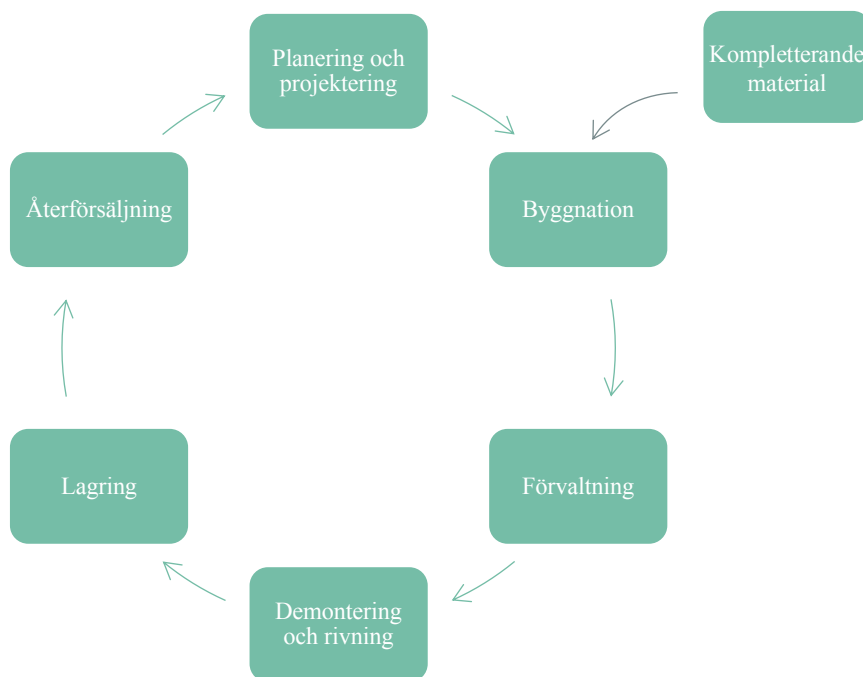 Planering och
projektering
Kompletterande
material
Återförsäljning
Byggnation
Lagring
Förvaltning
Demontering
och rivning